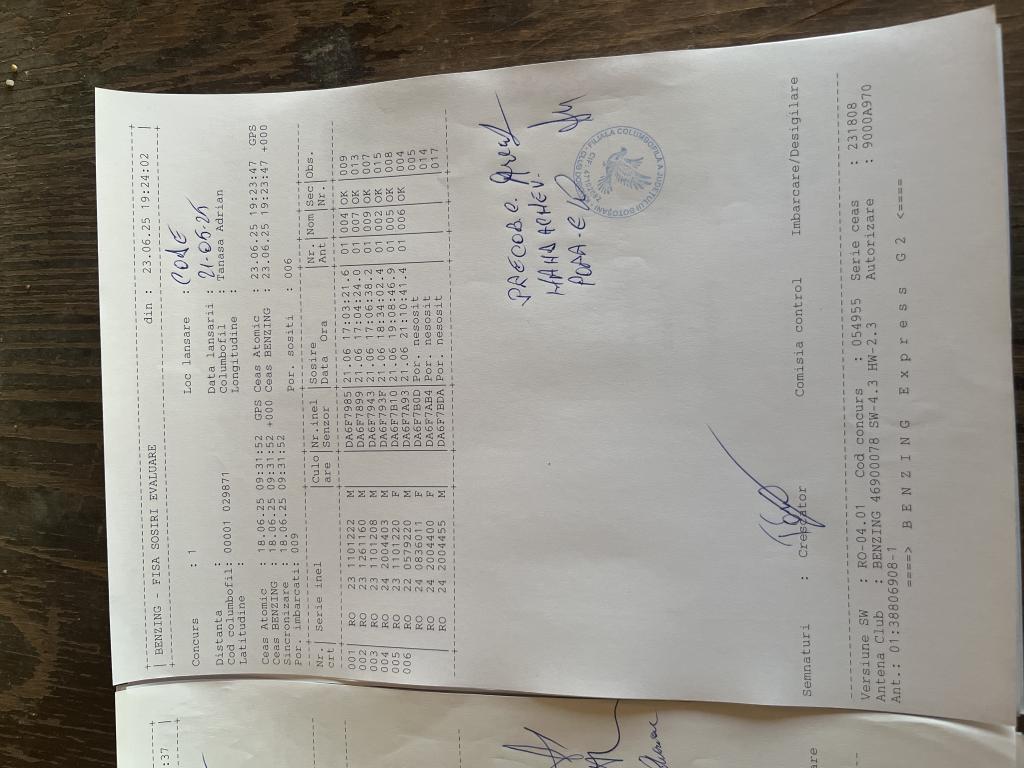 BENZING - FISA SOSIRI EVALUARE din : 23.06.25 19:24:02
Concurs : 1 Loc lansare :
Data lansarii : 21-06.25
Distanta : Columbofil : Tanasa Adrian
Cod columbofil: 00001 029871 Longitudine :
Latitudine :
Ceas Atomic : 18.06.25 09:31:52 GPS Ceas Atomic : 23.06.25 19:23:47 GPS
Ceas BENZING : 18.06.25 09:31:52 +000 Ceas BENZING : 23.06.25 19:23:47 +000
Sincronizare : 18.06.25 09:31:52
Por. imbarcati: 009 Por. sositi : 006
Nr. Serie inel Culo Nr.inel Sosire Nr. Nom Sec Obs.
crt are Senzor Data Ora Ant Nr.
001 RO 23 1101222 M DA6F7985 21.06 17:03:21.6 01 004 OK 009
002 RO 23 1261160 M DA6F7899 21.06 17:04:24.0 01 007 OK 013
003 RO 23 1101208 M DA6F7943 21.06 17:06:38.2 01 009 OK 007
004 RO 24 2004403 M DA6F793F 21.06 18:34:02.4 01 002 OK 015
005 RO 23 1101220 F DA6F7B10 21.06 19:08:46.9 01 005 OK 008
006 RO 22 0579220 M DA6F7A93 21.06 21:10:41.4 01 006 OK 004
RO 24 0836011 F DA6F7B0D Por. nesosit 005
RO 24 2004400 F DA6F7AB4 Por. nesosit 014
RO 24 2004455 M DA6F7BDA Por. nesosit 017
FILIALA COLUMBOFILA A JUDETULUI BOTOSANI
Semnaturi : Crescator Comisia control Imbarcare/Desigilare
Versiune SW : RO-04.01 Cod concurs : 054955 Serie ceas : 231808
Antena Club : BENZING 46900078 SW-4.3 HW-2.3 Autorizare : 9000A970
Ant.: 01:38806908-1
====> B E N Z I N G E x p r e s s G 2 <====
:37
are